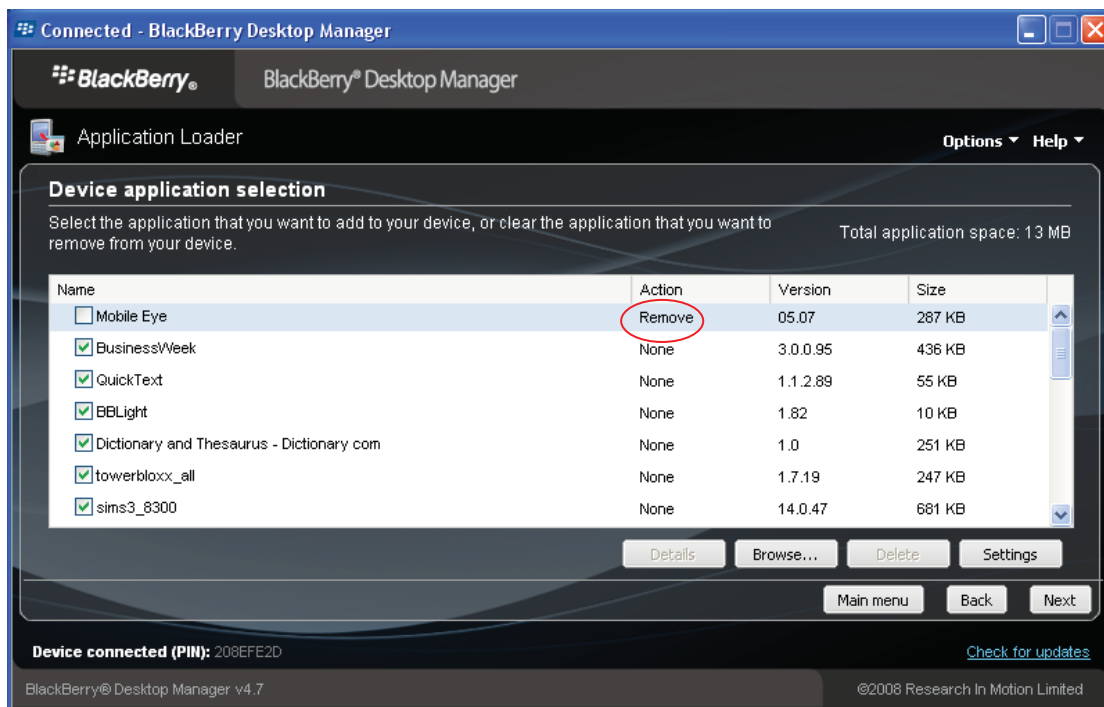 Connected - BlackBerry Desktop Manager
BlackBerry® BlackBerry® Desktop Manager
Application Loader Options Help
Device application selection
Select the application that you want to add to your device, or clear the application that you want to
remove from your device.
Total application space: 13 MB
Name Action Version Size
Mobile Eye Remove 05.07 287 KB
BusinessWeek None 3.0.0.95 436 KB
QuickText None 1.1.2.89 55 KB
BBLight None 1.82 10 KB
Dictionary and Thesaurus - Dictionary com None 1.0 251 KB
towerbloxx_all None 1.7.19 247 KB
sims3_8300 None 14.0.47 681 KB
Details Browse... Delete Settings
Main menu Back Next
Device connected (PIN): 208EFE2D Check for updates
BlackBerry® Desktop Manager v4.7 ©2008 Research In Motion Limited